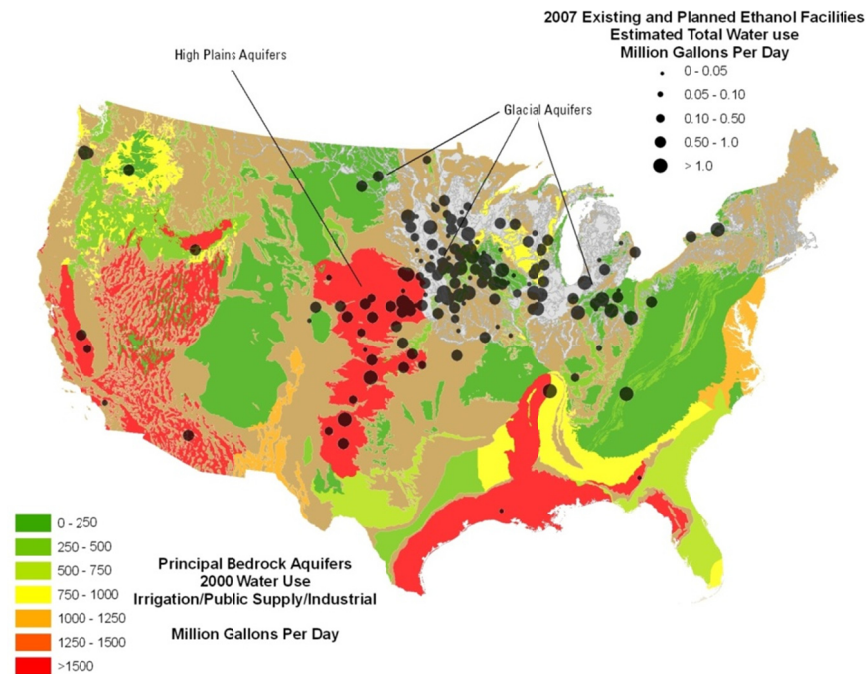 2007 Existing and Planned Ethanol Facilities
Estimated Total Water use
Million Gallons Per Day
0 - 0.05
0.05 - 0.10
0.10 - 0.50
0.50 - 1.0
> 1.0
High Plains Aquifers
Glacial Aquifers
0 - 250
250 - 500
500 - 750
750 - 1000
1000 - 1250
1250 - 1500
>1500
Principal Bedrock Aquifers
2000 Water Use
Irrigation/Public Supply/Industrial
Million Gallons Per Day